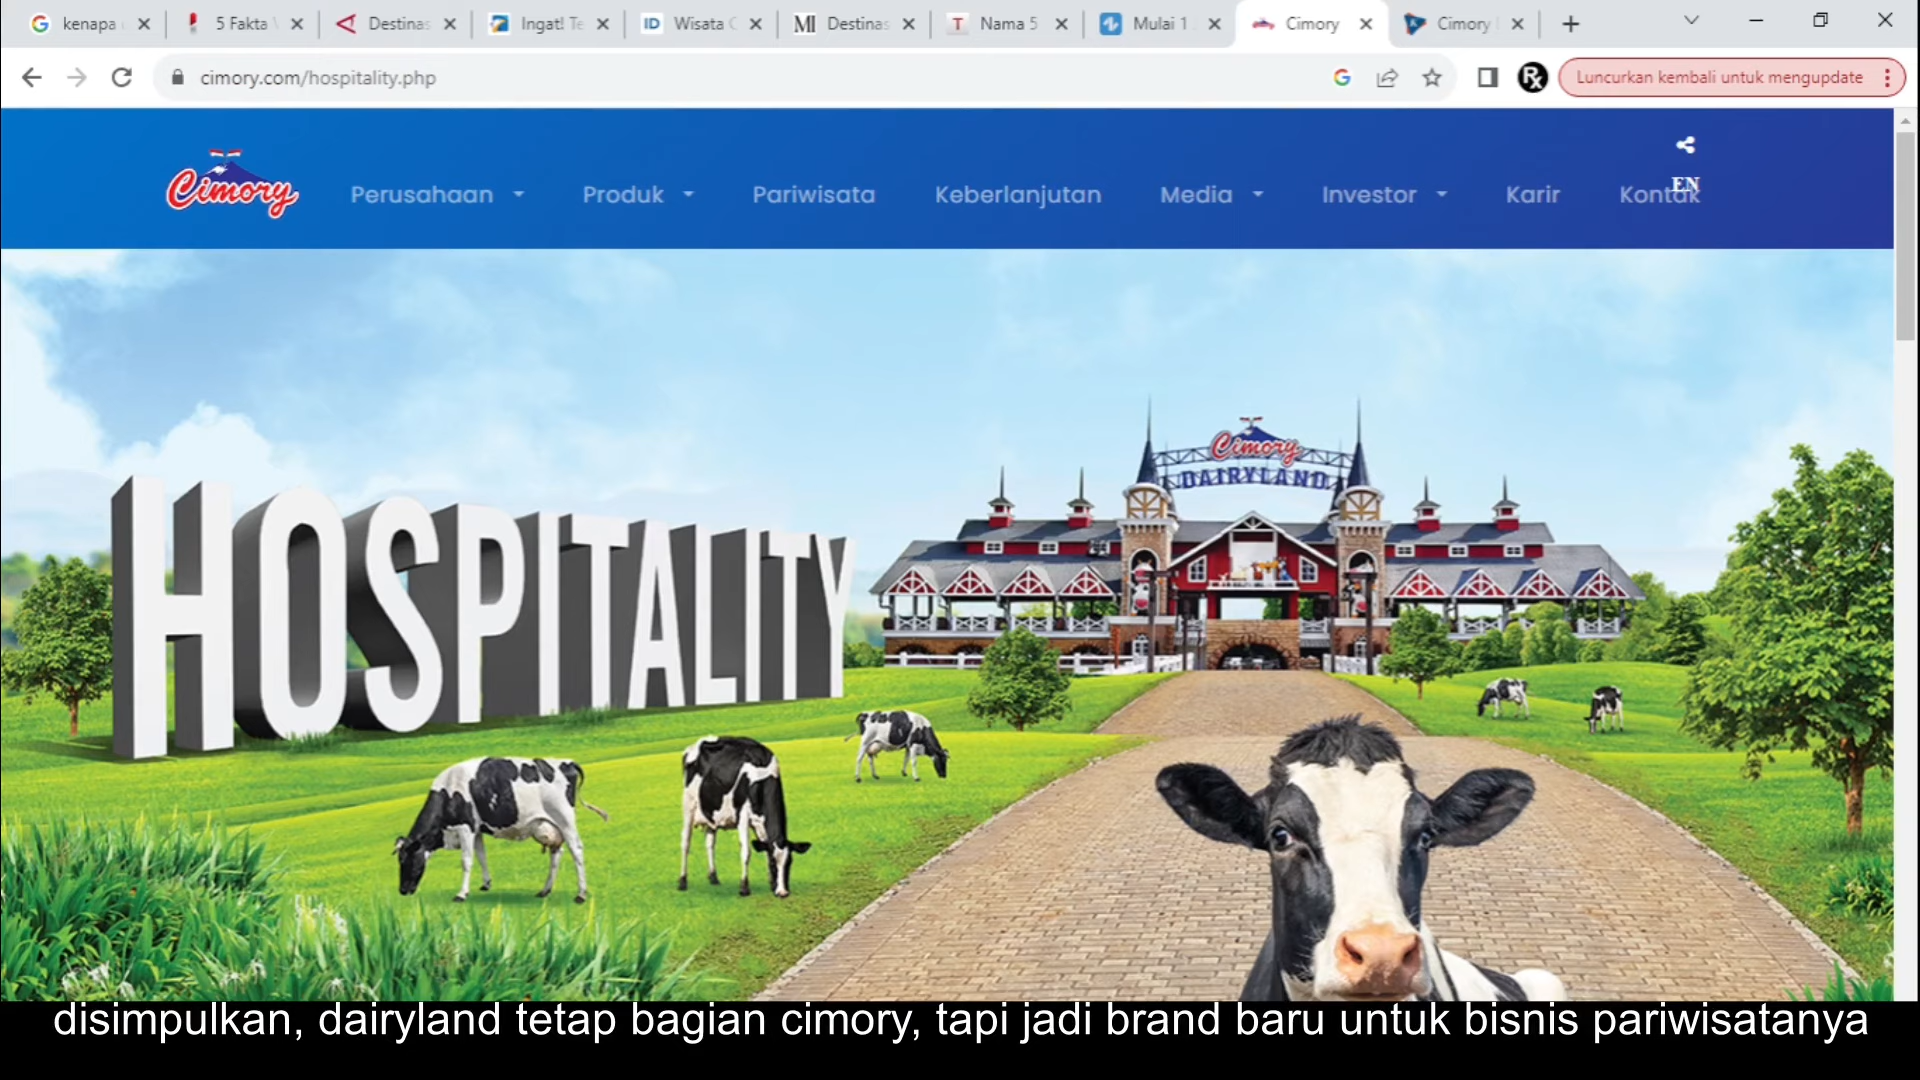 kenapa
5 Fakta
Destinas
Ingat! Te
Wisata
Destinas
Nama 5
Mulai 1
Cimory
Cimory
cimory.com/hospitality.php
Luncurkan kembali untuk mengupdate
Cimory
Perusahaan
Produk
Pariwisata
Keberlanjutan
Media
Investor
Karir
Kontak
EN
Cimory
DAIRYLAND
HOSPITALITY
disimpulkan, dairyland tetap bagian cimory, tapi jadi brand baru untuk bisnis pariwisatanya